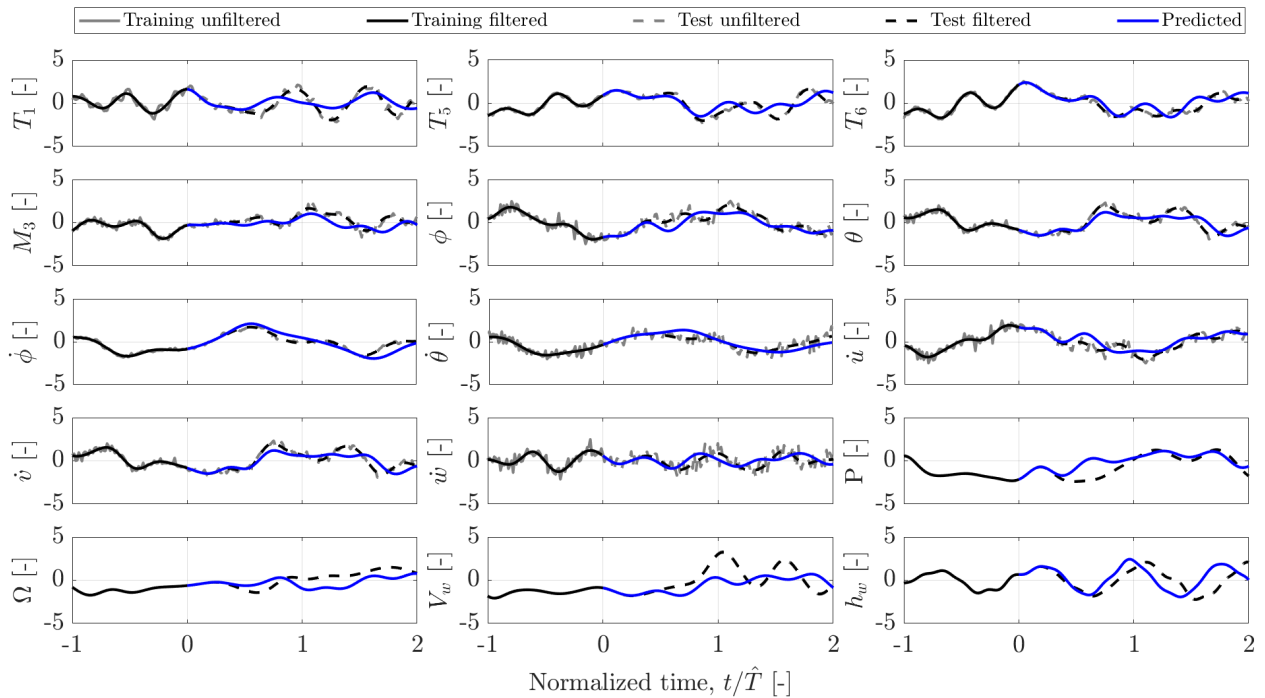 Training unfiltered Training filtered Test unfiltered Test filtered Predicted
5 5 5
0 0 0
-5 -5 -5
T₁ [-] T₅ [-] T₆ [-]
5 5 5
0 0 0
-5 -5 -5
M₃ [-] ϕ [-] θ [-]
5 5 5
0 0 0
-5 -5 -5
ϕ̇ [-] θ̇ [-] u̇ [-]
5 5 5
0 0 0
-5 -5 -5
v̇ [-] ẇ [-] P [-]
5 5 5
0 0 0
-5 -5 -5
Ω [-] V_w [-] h_w [-]
-1 0 1 2 -1 0 1 2 -1 0 1 2
Normalized time, t/T̂ [-]